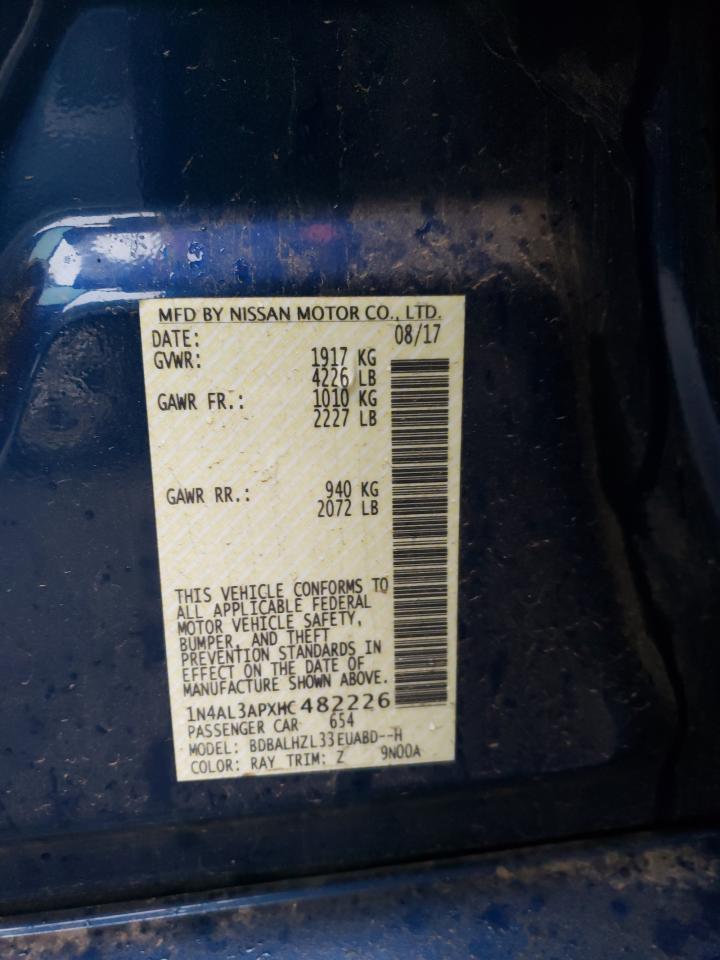 MFD BY NISSAN MOTOR CO., LTD.
DATE: 08/17
GVWR: 1917 KG
4226 LB
GAWR FR.: 1010 KG
2227 LB
GAWR RR.: 940 KG
2072 LB
THIS VEHICLE CONFORMS TO
ALL APPLICABLE FEDERAL
MOTOR VEHICLE SAFETY,
BUMPER, AND THEFT
PREVENTION STANDARDS IN
EFFECT ON THE DATE OF
MANUFACTURE SHOWN ABOVE.
1N4AL3APXHC482226
PASSENGER CAR 654
MODEL: BDBALHZL33EUABD--H
COLOR: RAY TRIM: Z 9N00A